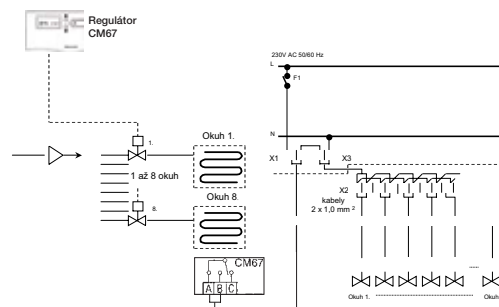 Regulátor
CM67
230V AC 50/60 Hz
L
F1
N
1.
Okuh 1.
X1
X3
1 až 8 okuh
X2
kabely
2 x 1,0 mm 2
8.
Okuh 8.
CM67
A B C
Okuh 1.
Okuh